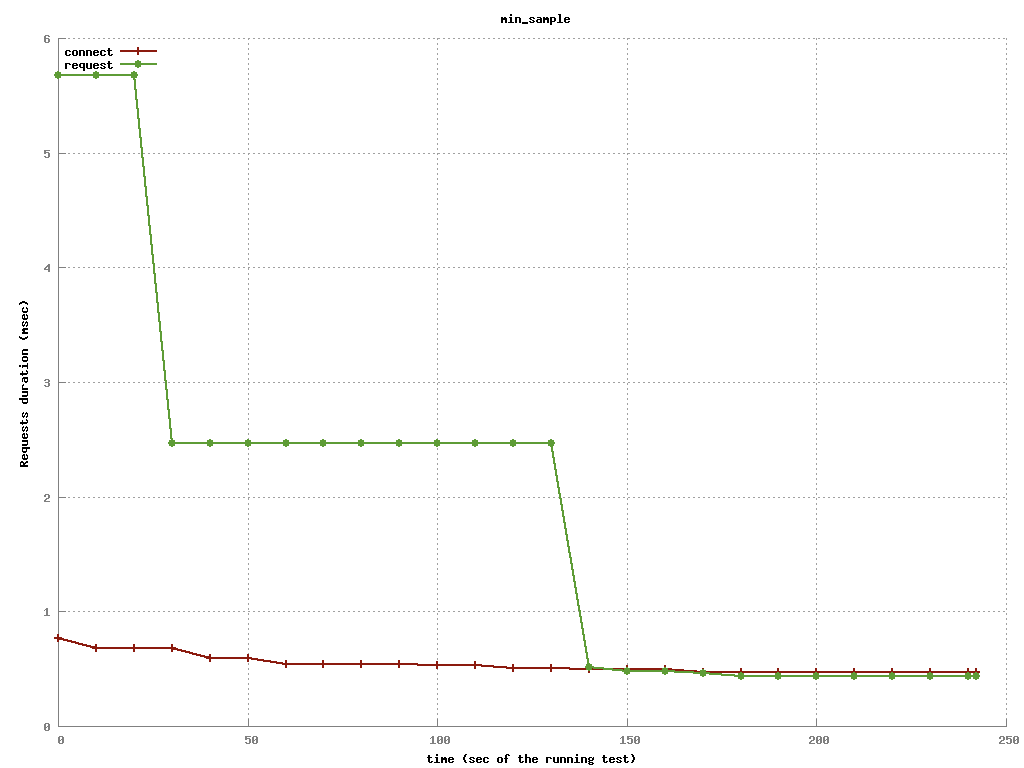 min_sample
connect
request
6
5
4
3
2
1
0
Requests duration (msec)
0 50 100 150 200 250
time (sec of the running test)